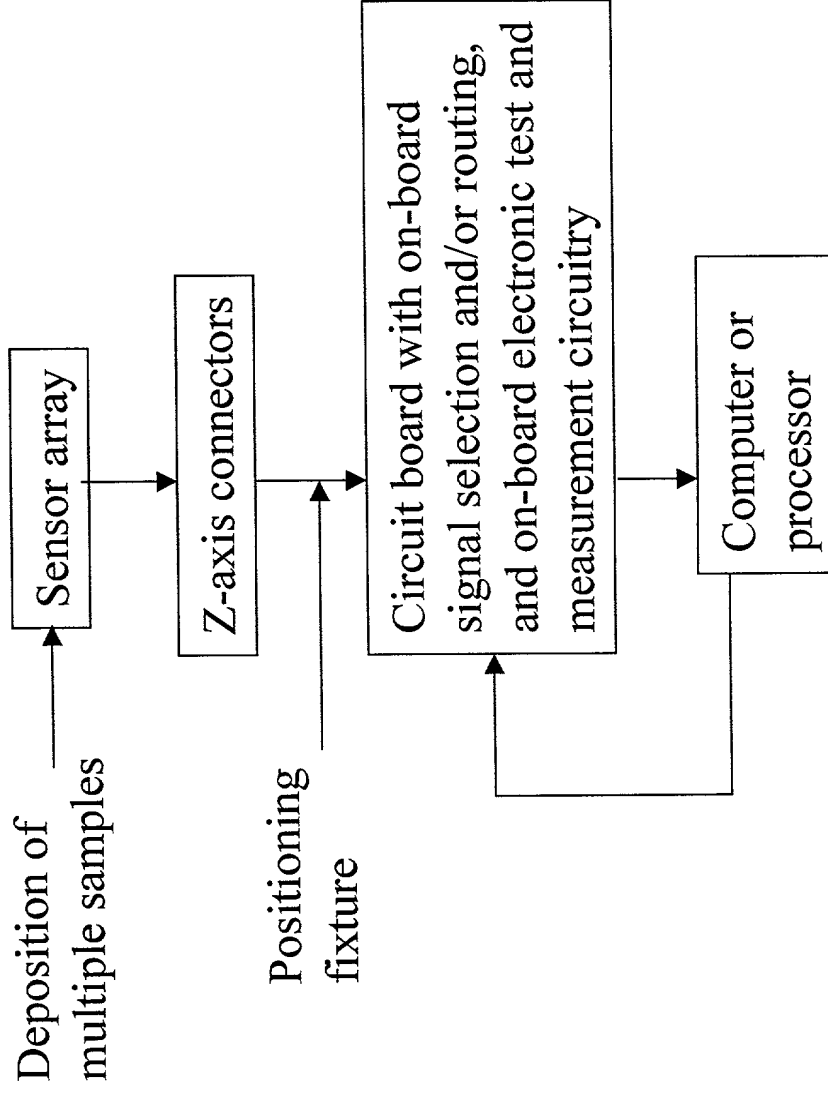 Deposition of
multiple samples
Sensor array
Z-axis connectors
Positioning
fixture
Circuit board with on-board
signal selection and/or routing,
and on-board electronic test and
measurement circuitry
Computer or
processor